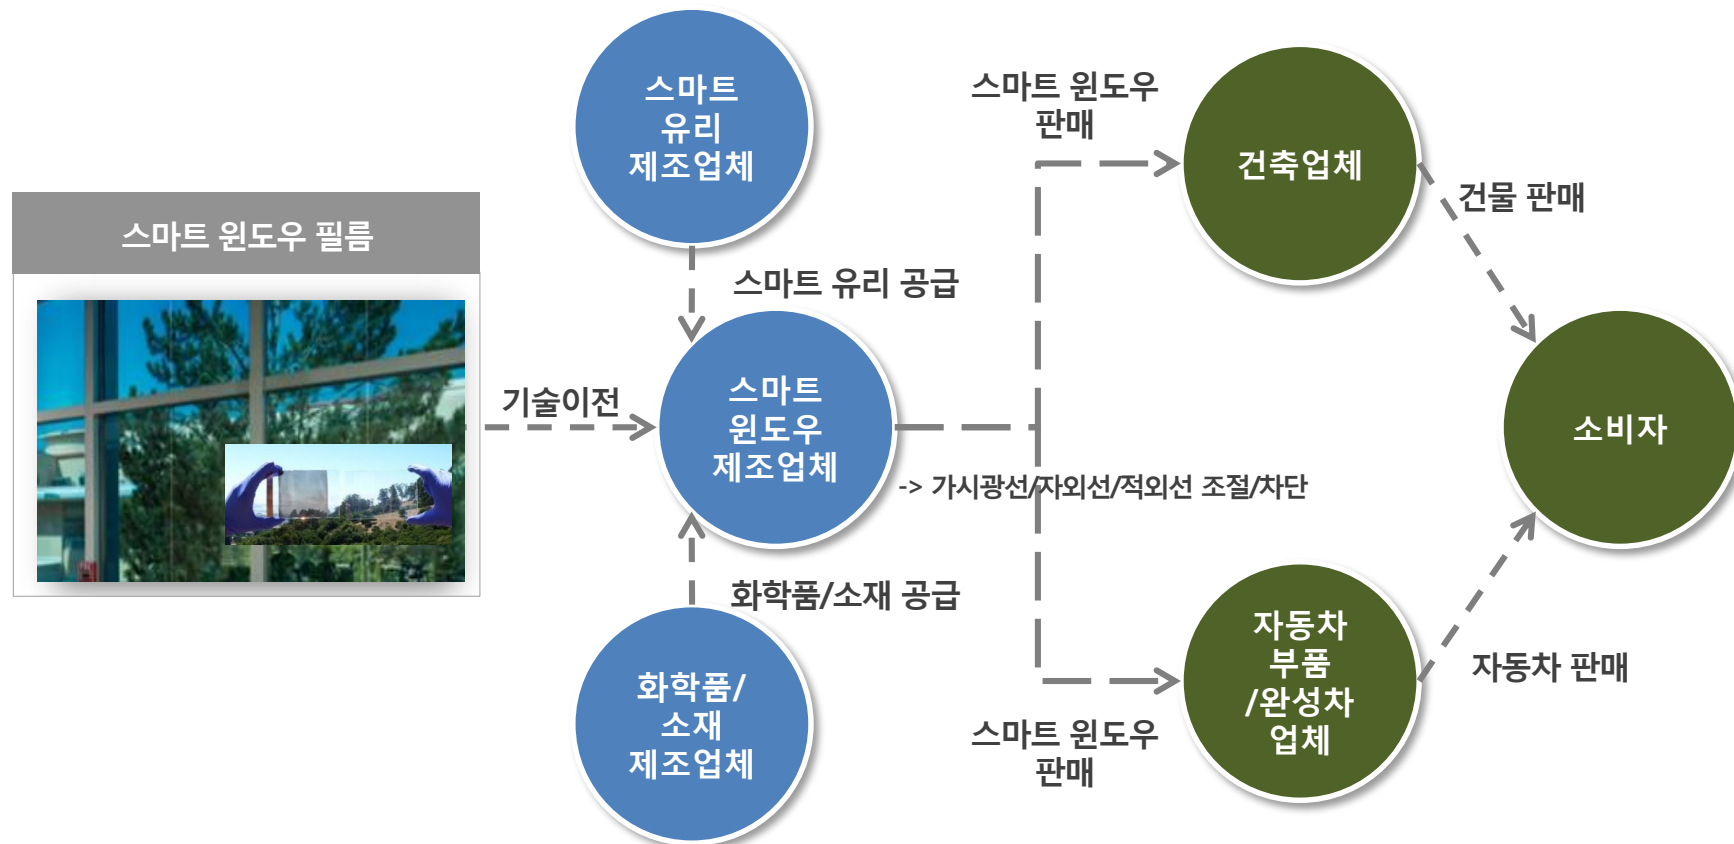 스마트 윈도우 필름
기술이전
스마트
유리
제조업체
스마트 유리 공급
스마트
윈도우
제조업체
화학품/소재 공급
화학품/
소재
제조업체
-> 가시광선/자외선/적외선 조절/차단
스마트 윈도우
판매
건축업체
건물 판매
스마트 윈도우
판매
자동차
부품
/완성차
업체
자동차 판매
소비자